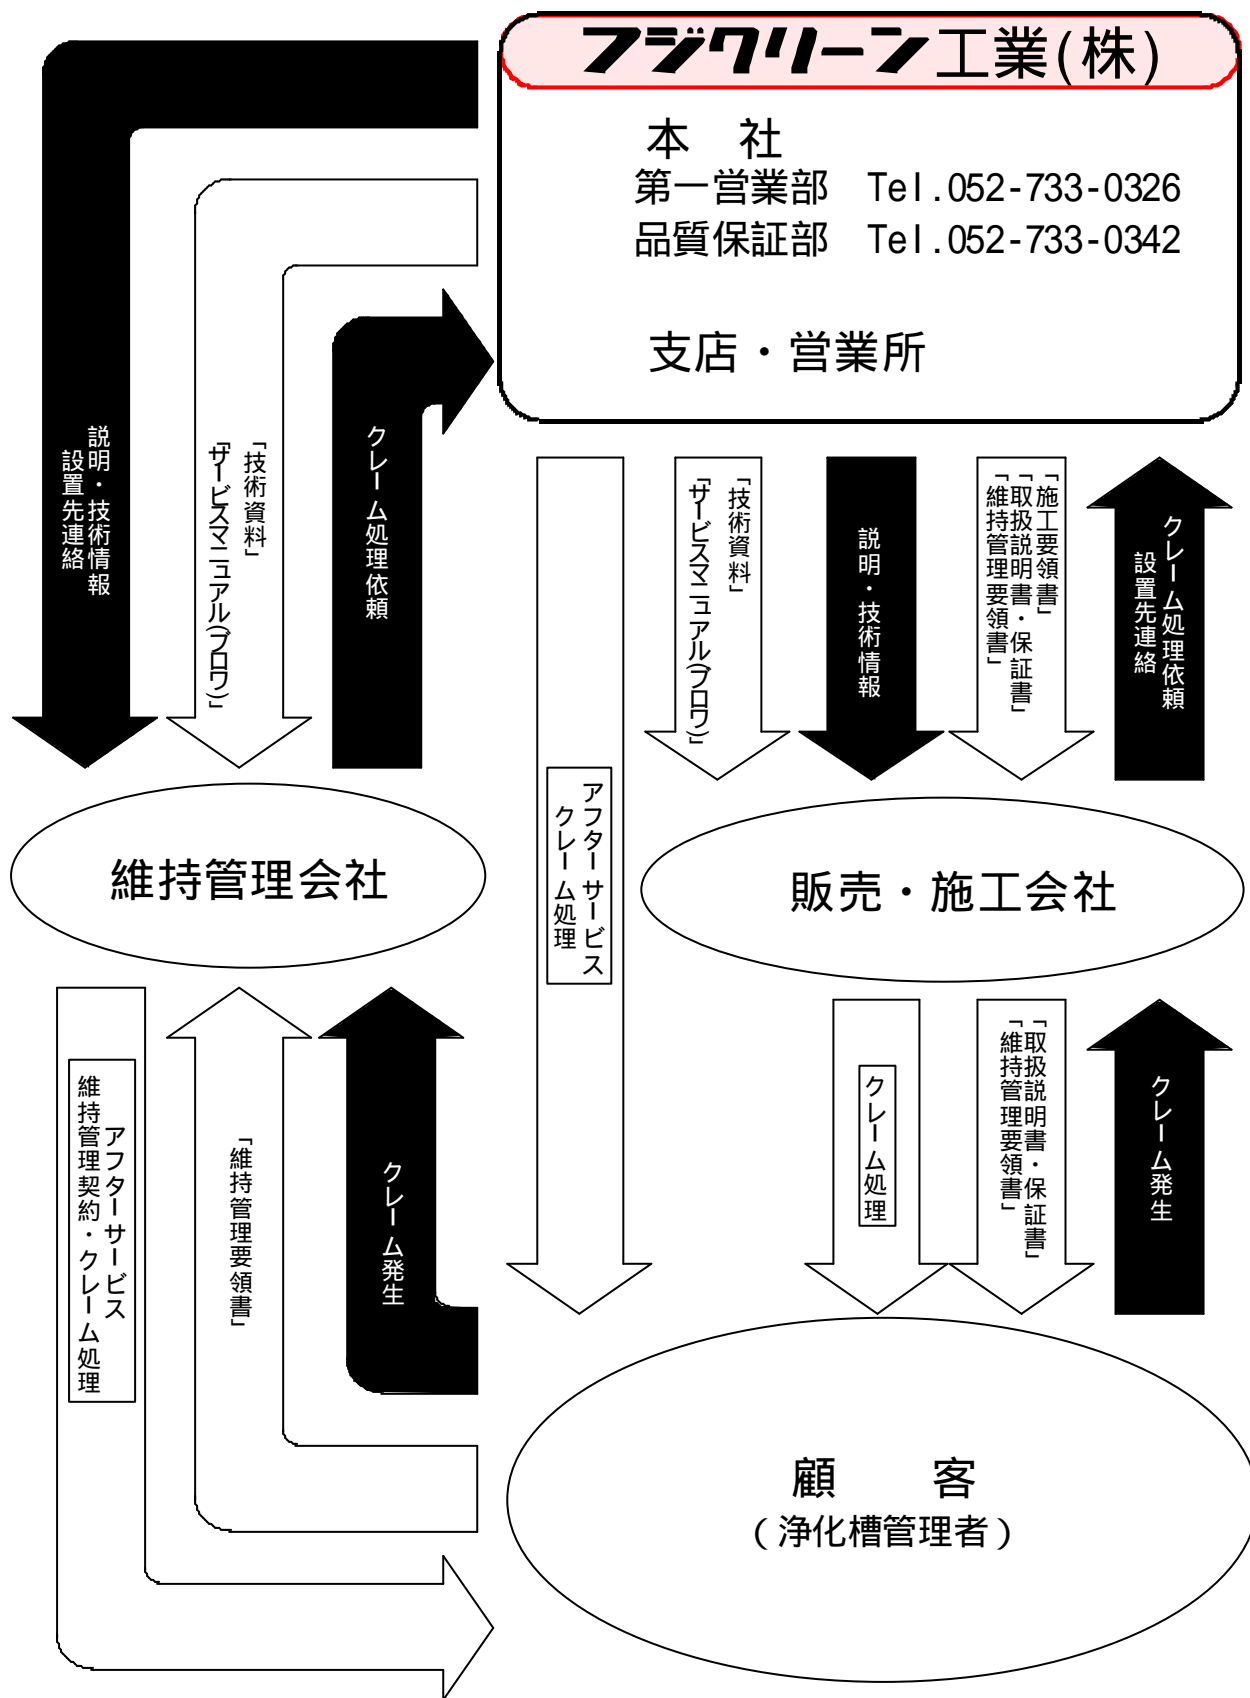 フジクリーン工業(株)
本　社
第一営業部　Tel.052-733-0326
品質保証部　Tel.052-733-0342
支店・営業所
説明・技術情報
設置先連絡
「技術資料」
「サービスマニュアル(ブロワ)」
クレーム処理依頼
アフターサービス
クレーム処理
「技術資料」
「サービスマニュアル(ブロワ)」
説明・技術情報
「施工要領書」
「取扱説明書・保証書」
「維持管理要領書」
クレーム処理依頼
設置先連絡
維持管理会社
販売・施工会社
アフターサービス
維持管理契約・クレーム処理
「維持管理要領書」
クレーム発生
クレーム処理
「取扱説明書・保証書」
「維持管理要領書」
クレーム発生
顧　　客
(浄化槽管理者)